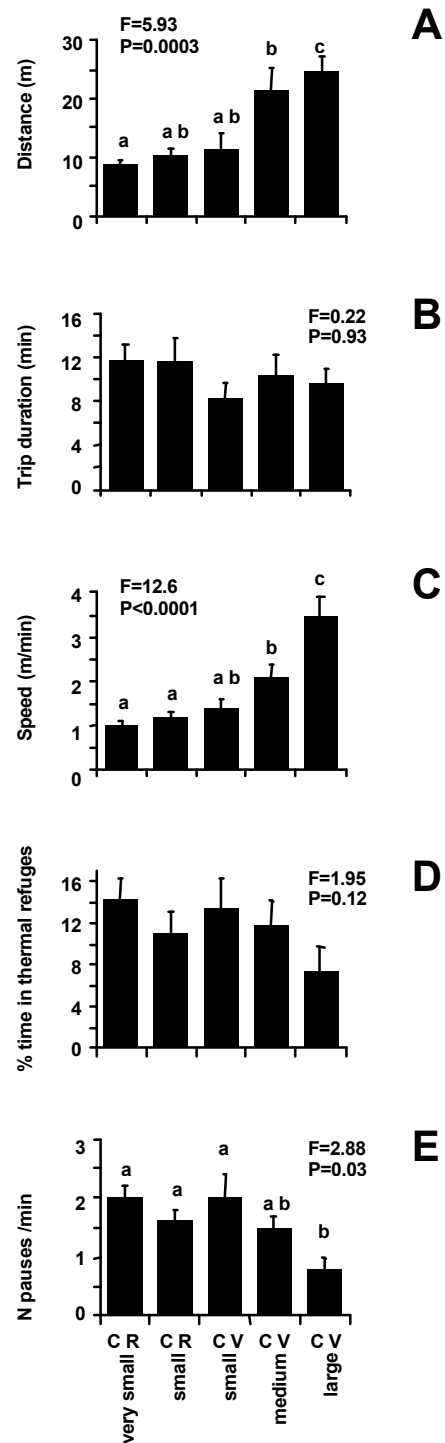 A
F=5.93
P=0.0003
Distance (m)
30
20
10
0
a
a b
a b
b
c
B
F=0.22
P=0.93
Trip duration (min)
16
12
8
4
0
C
F=12.6
P<0.0001
Speed (m/min)
4
3
2
1
0
a
a
a b
b
c
D
F=1.95
P=0.12
% time in thermal refuges
16
12
8
4
0
E
F=2.88
P=0.03
N pauses /min
3
2
1
0
a
a
a
a b
b
C R
very small
C R
small
C V
small
C V
medium
C V
large